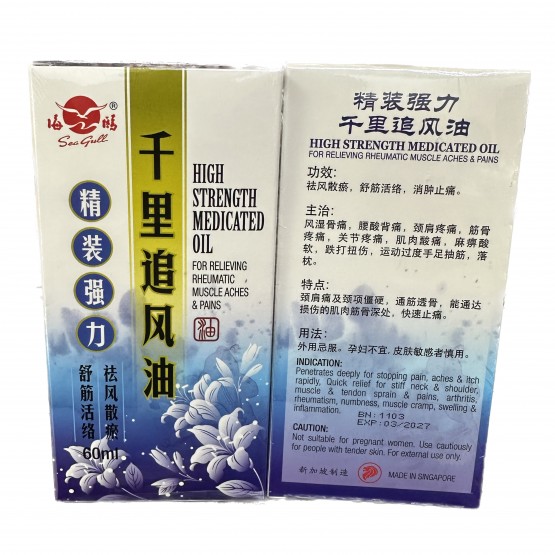 海鸥
®
Sea Gull
精装强力
祛风散瘀
舒筋活络
60ml
千里追风油
HIGH
STRENGTH
MEDICATED
OIL
FOR RELIEVING
RHEUMATIC
MUSCLE ACHES
& PAINS
油
精装强力
千里追风油
HIGH STRENGTH MEDICATED OIL
FOR RELIEVING RHEUMATIC MUSCLE ACHES & PAINS
功效:
祛风散瘀，舒筋活络，消肿止痛。
主治:
风湿骨痛，腰酸背痛，颈肩疼痛，筋骨
疼痛，关节疼痛，肌肉酸痛，麻痹酸
软，跌打扭伤，运动过度手足抽筋，落
枕。
特点:
颈肩痛及颈项僵硬，通筋透骨，能通达
损伤的肌肉筋骨深处，快速止痛。
用法:
外用忌服。孕妇不宜，皮肤敏感者慎用。
INDICATION:
Penetrates deeply for stopping pain, aches & itch
rapidly, Quick relief for stiff neck & shoulder,
muscle & tendon sprain & pains, arthritis,
rheumatism, numbness, muscle cramp, swelling &
inflammation.
BN: 1103
EXP: 03/2027
CAUTION:
Not suitable for pregnant women. Use cautiously
for people with tender skin. For external use only.
新加坡制造
MADE IN SINGAPORE